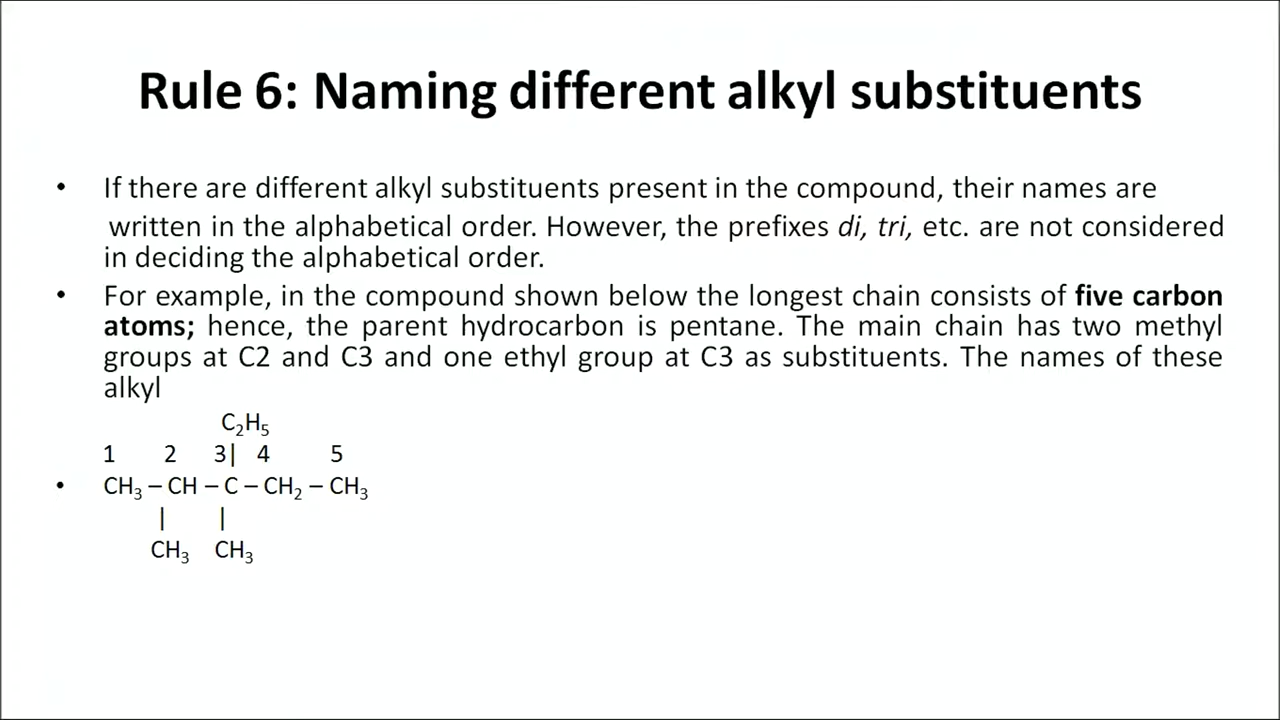 Rule 6: Naming different alkyl substituents
• If there are different alkyl substituents present in the compound, their names are
written in the alphabetical order. However, the prefixes di, tri, etc. are not considered
in deciding the alphabetical order.
• For example, in the compound shown below the longest chain consists of five carbon
atoms; hence, the parent hydrocarbon is pentane. The main chain has two methyl
groups at C2 and C3 and one ethyl group at C3 as substituents. The names of these
alkyl
C₂H₅
1 2 3| 4 5
• CH₃ – CH – C – CH₂ – CH₃
| |
CH₃ CH₃